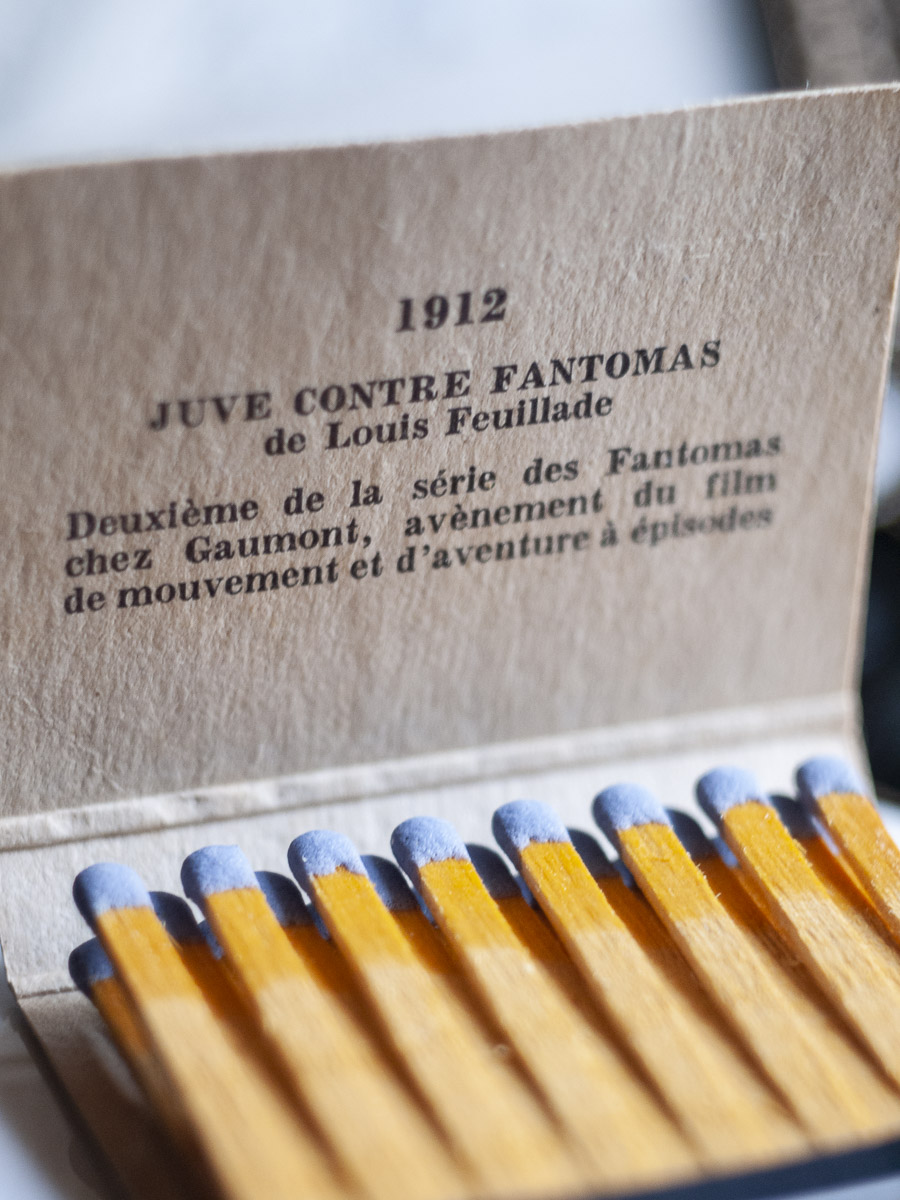 1912
JUVE CONTRE FANTOMAS
de Louis Feuillade
Deuxième de la série des Fantomas
chez Gaumont, avènement du film
de mouvement et d’aventure à épisodes